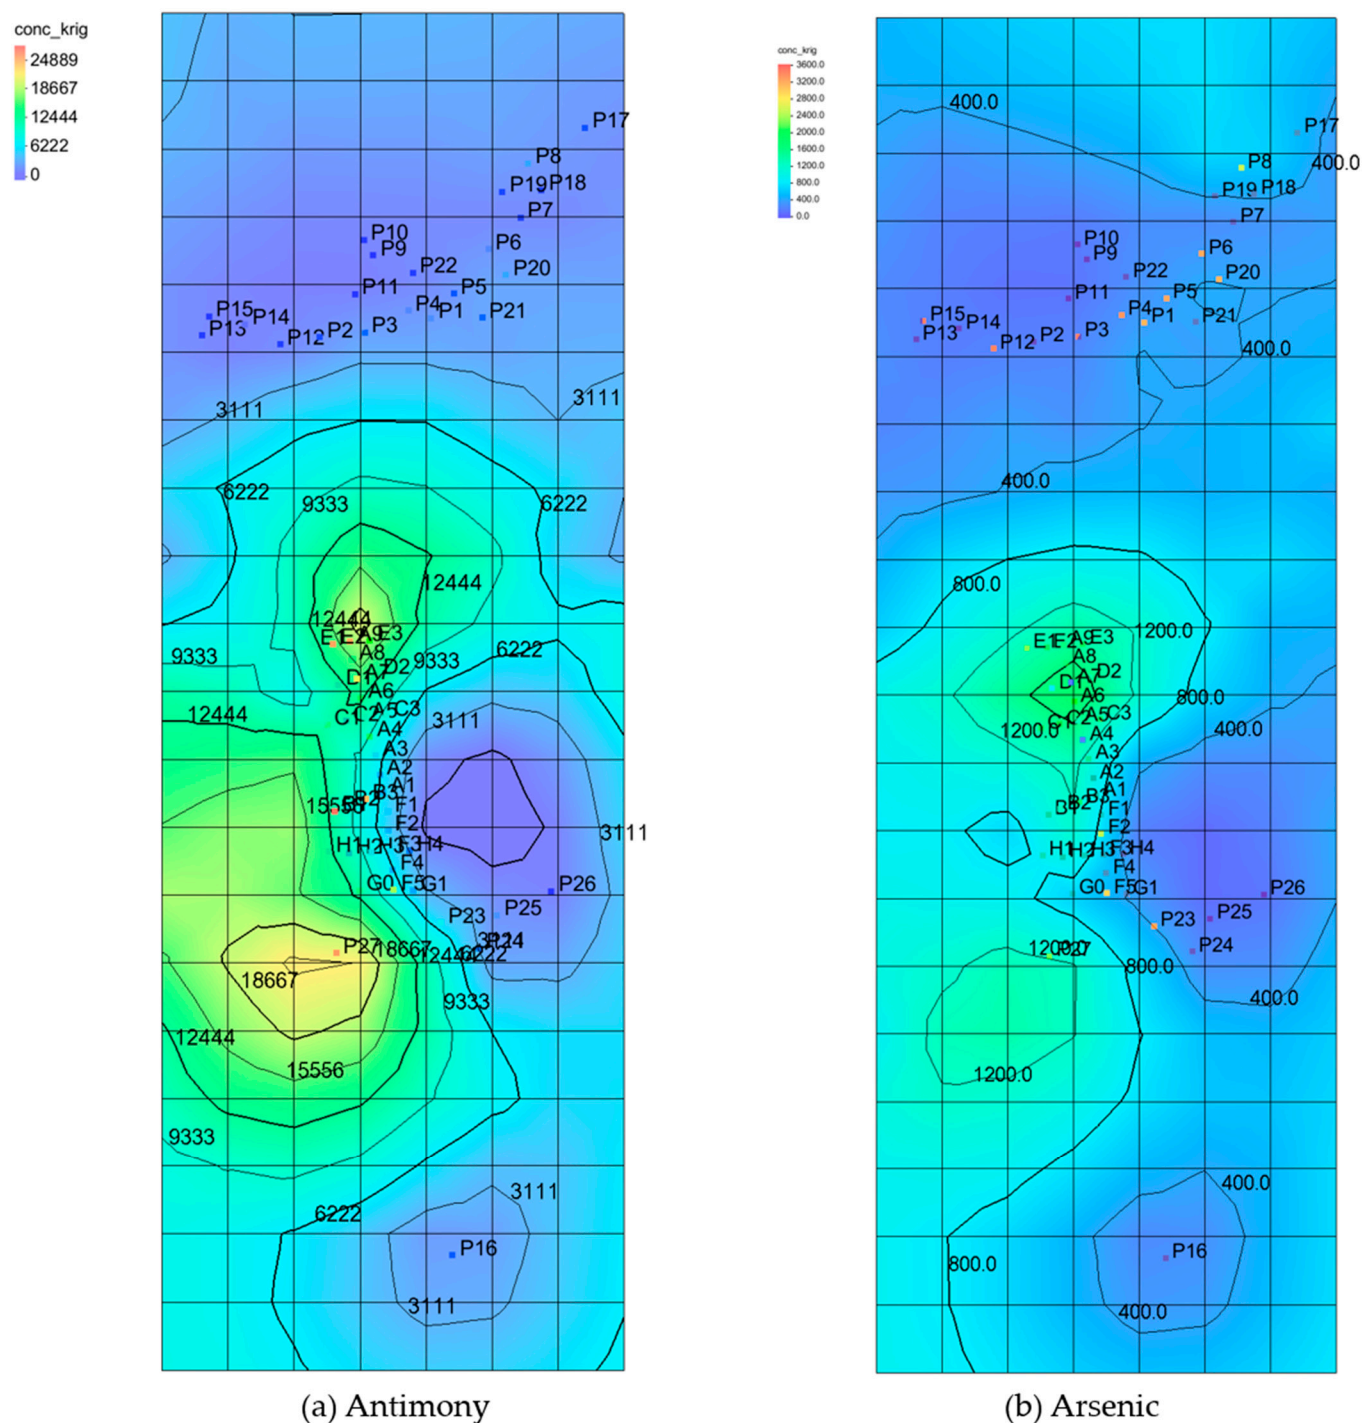 conc_krig
24889
18667
12444
6222
0
P17
P8
P19
P18
P7
P10
P9
P6
P22
P20
P11
P5
P15
P14
P4
P1
P21
P13
P12
P2
P3
3111
3111
6222
9333
6222
12444
12444
E1
E2
A9
E3
A8
9333
D1
A7
D2
9333
6222
A6
12444
C1
C2
A5
C3
3111
A4
A3
A2
A1
15556
B2
B3
F1
F2
3111
H1
H2
H3
F3
H4
F4
G0
F5
G1
P26
P23
P25
P24
P27
18667
12444
6222
18667
9333
12444
15556
9333
3111
6222
P16
3111
(a) Antimony
conc_krig
3600.0
3200.0
2800.0
2400.0
2000.0
1600.0
1200.0
800.0
400.0
0.0
400.0
P17
P8
400.0
P19
P18
P7
P10
P9
P6
P22
P20
P11
P5
P15
P14
P4
P1
P21
P13
P12
P2
P3
400.0
400.0
800.0
1200.0
E1
E2
A9
E3
A8
D1
A7
D2
A6
800.0
C1
C2
A5
C3
1200.0
A4
400.0
A3
A2
A1
B2
B3
F1
F2
H1
H2
H3
F3
H4
F4
G0
F5
G1
P26
P23
P25
P24
1200.0
P27
800.0
400.0
1200.0
400.0
P16
800.0
400.0
(b) Arsenic